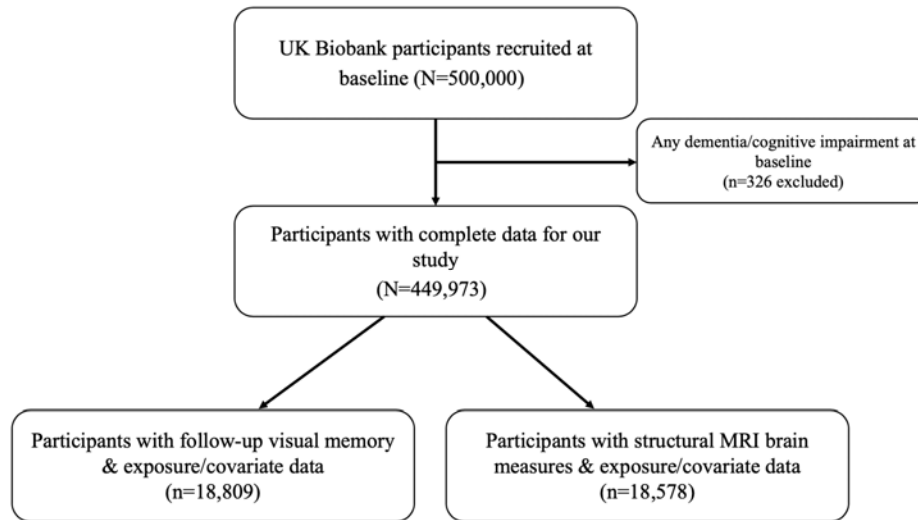 UK Biobank participants recruited at
baseline (N=500,000)
Any dementia/cognitive impairment at
baseline
(n=326 excluded)
Participants with complete data for our
study
(N=449,973)
Participants with follow-up visual memory
& exposure/covariate data
(n=18,809)
Participants with structural MRI brain
measures & exposure/covariate data
(n=18,578)